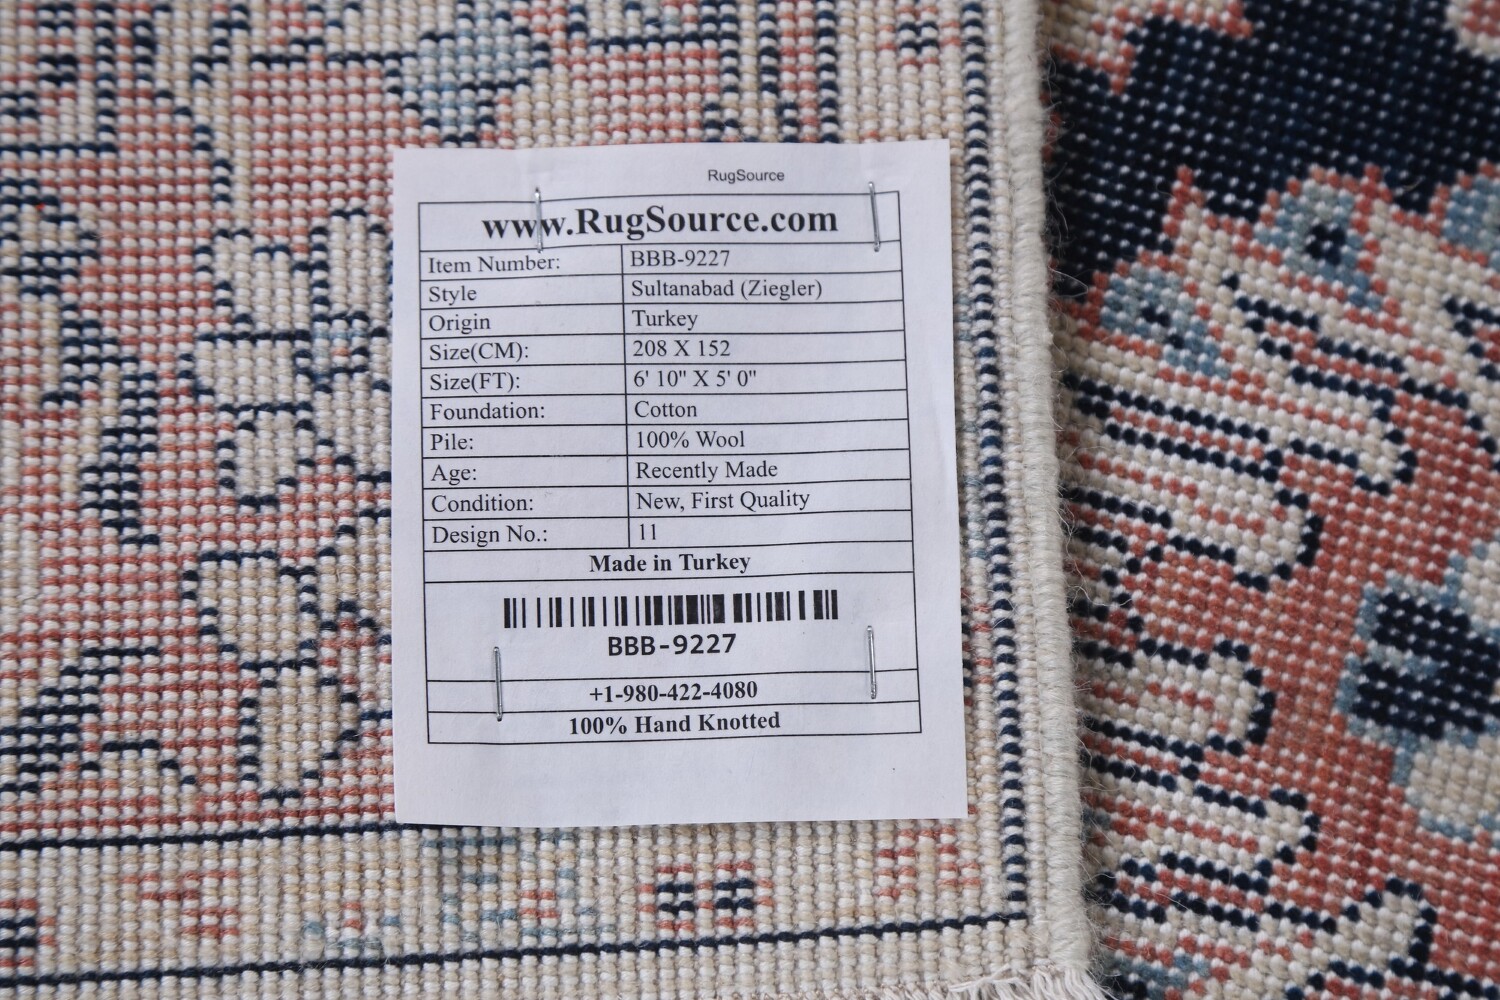 RugSource
www.RugSource.com
Item Number: BBB-9227
Style Sultanabad (Ziegler)
Origin Turkey
Size(CM): 208 X 152
Size(FT): 6' 10" X 5' 0"
Foundation: Cotton
Pile: 100% Wool
Age: Recently Made
Condition: New, First Quality
Design No.: 11
Made in Turkey
BBB-9227
+1-980-422-4080
100% Hand Knotted